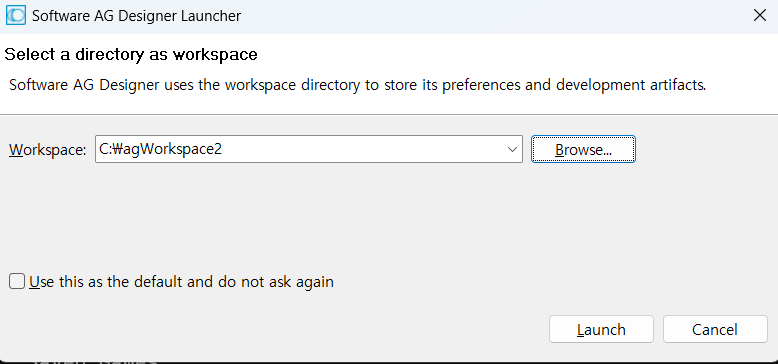 Software AG Designer Launcher
Select a directory as workspace
Software AG Designer uses the workspace directory to store its preferences and development artifacts.
Workspace: C:₩agWorkspace2 Browse...
Use this as the default and do not ask again
Launch Cancel